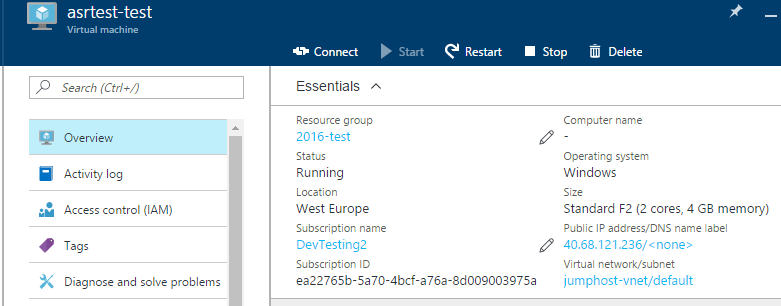 asrtest-test
Virtual machine
Connect Start Restart Stop Delete
Search (Ctrl+/)
Overview
Activity log
Access control (IAM)
Tags
Diagnose and solve problems
Essentials
Resource group
2016-test
Status
Running
Location
West Europe
Subscription name
DevTesting2
Subscription ID
ea22765b-5a70-4bcf-a76a-8d009003975a
Computer name
-
Operating system
Windows
Size
Standard F2 (2 cores, 4 GB memory)
Public IP address/DNS name label
40.68.121.236/<none>
Virtual network/subnet
jumphost-vnet/default